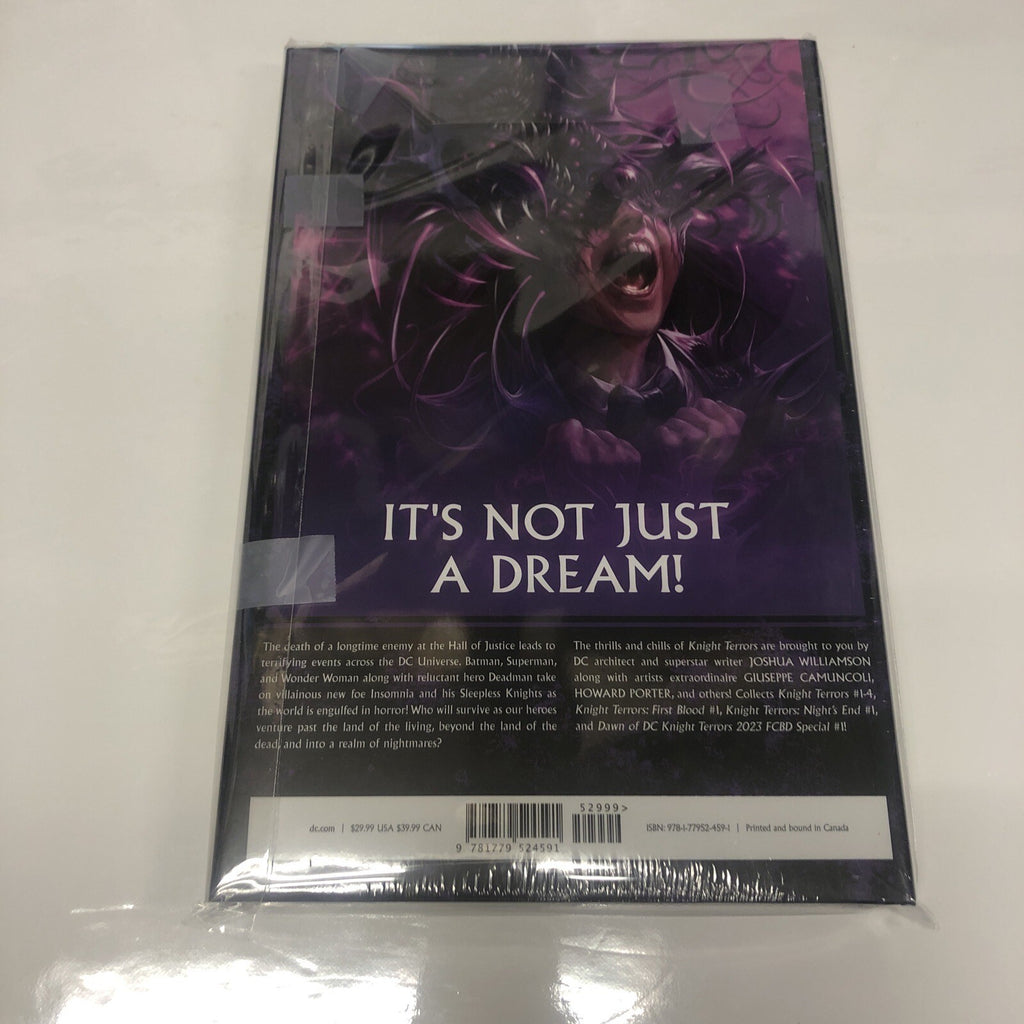 IT'S NOT JUST
A DREAM!
The death of a longtime enemy at the Hall of Justice leads to
terrifying events across the DC Universe. Batman, Superman,
and Wonder Woman along with reluctant hero Deadman take
on villainous new foe Insomnia and his Sleepless Knights as
the world is engulfed in horror! Who will survive as our heroes
venture past the land of the living, beyond the land of the
dead, and into a realm of nightmares?
The thrills and chills of Knight Terrors are brought to you by
DC architect and superstar writer JOSHUA WILLIAMSON
along with artists extraordinaire GIUSEPPE CAMUNCOLI,
HOWARD PORTER, and others! Collects Knight Terrors #1-4,
Knight Terrors: First Blood #1, Knight Terrors: Night's End #1,
and Dawn of DC Knight Terrors 2023 FCBD Special #1!
dc.com | $29.99 USA $39.99 CAN
9 781779 524591
52999>
ISBN: 978-1-77952-459-1 | Printed and bound in Canada